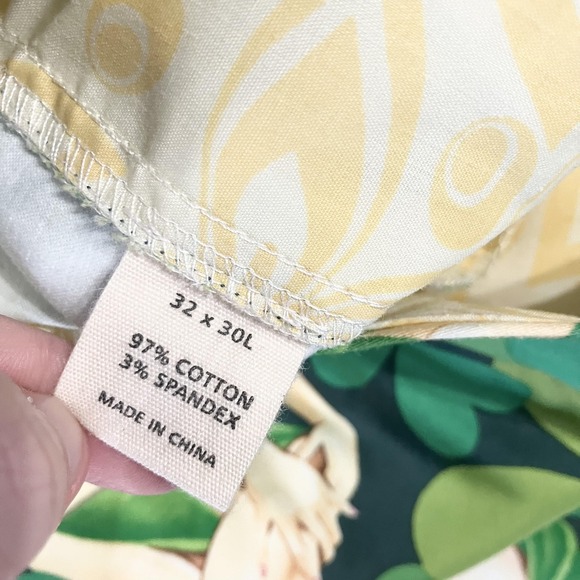 32 x 30L
97% COTTON
3% SPANDEX
MADE IN CHINA